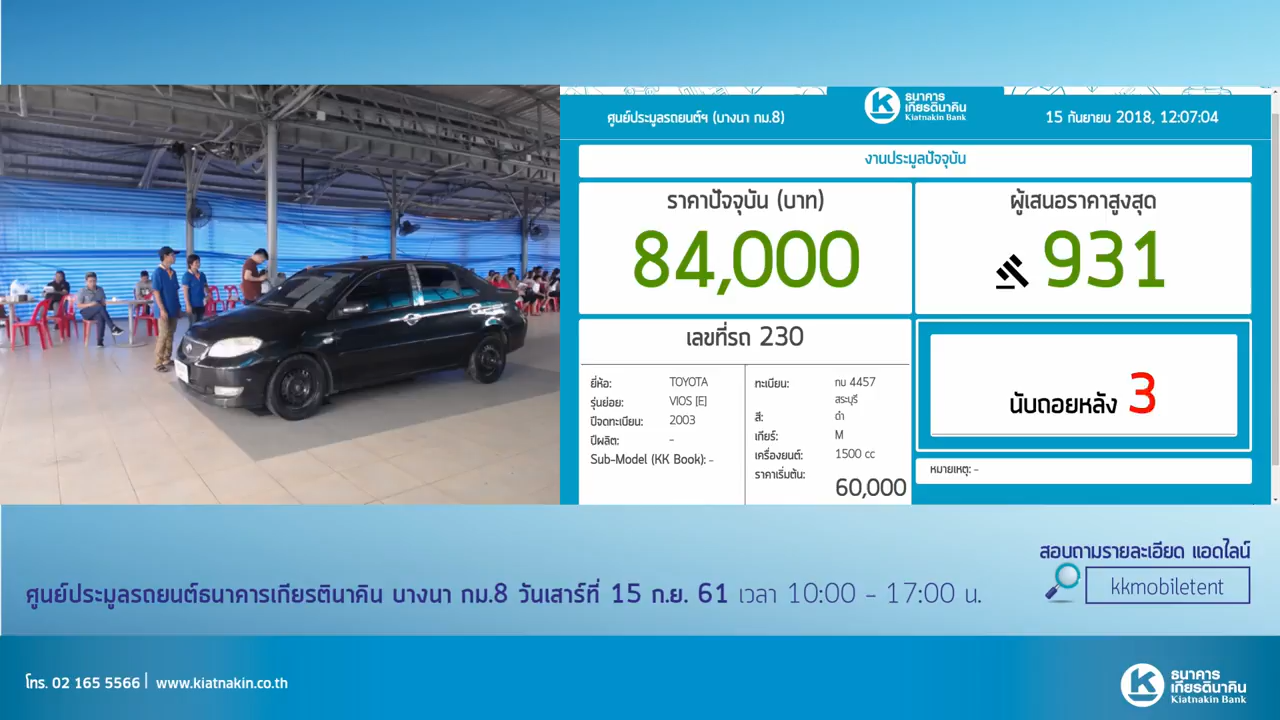 ศูนย์ประมูลรถยนต์ฯ (บางนา กม.8)
ธนาคาร
เกียรตินาคิน
Kiatnakin Bank
15 กันยายน 2018, 12:07:04
งานประมูลปัจจุบัน
ราคาปัจจุบัน (บาท)
84,000
ผู้เสนอราคาสูงสุด
931
เลขที่รถ 230
ยี่ห้อ: TOYOTA
รุ่นย่อย: VIOS [E]
ปีจดทะเบียน: 2003
ปีผลิต: -
Sub-Model (KK Book): -
ทะเบียน: กบ 4457
สระบุรี
สี: ดำ
เกียร์: M
เครื่องยนต์: 1500 cc
ราคาเริ่มต้น: 60,000
นับถอยหลัง 3
หมายเหตุ: -
สอบถามรายละเอียด แอดไลน์
kkmobiletent
ศูนย์ประมูลรถยนต์ธนาคารเกียรตินาคิน บางนา กม.8 วันเสาร์ที่ 15 ก.ย. 61 เวลา 10:00 - 17:00 น.
โทร. 02 165 5566 | www.kiatnakin.co.th
ธนาคาร
เกียรตินาคิน
Kiatnakin Bank